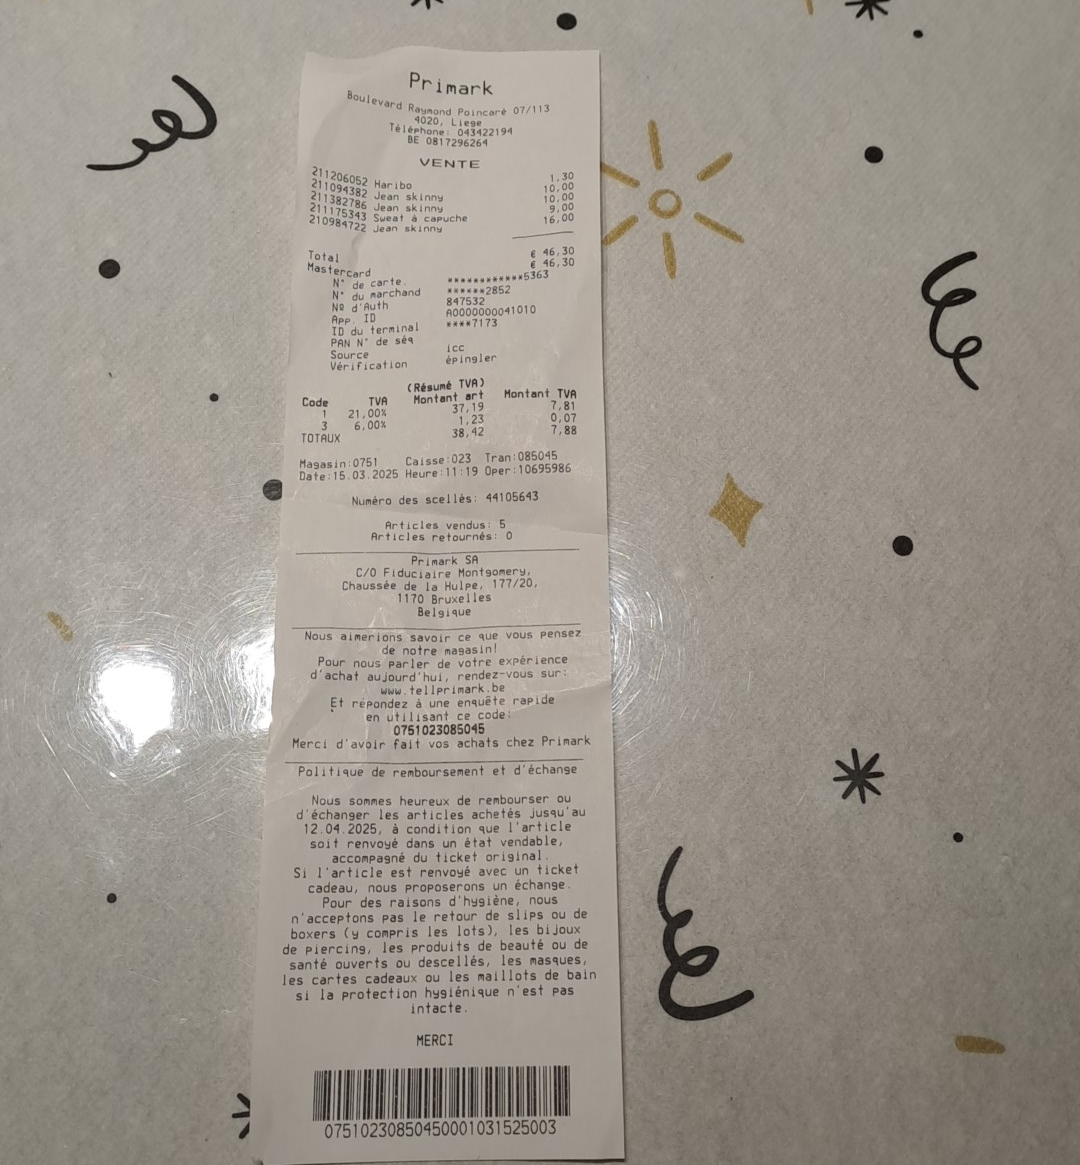 Primark
Boulevard Raymond Poincaré 07/113
4020, Liege
Téléphone: 043422194
BE 0817296264
VENTE
211206052 Haribo 1,30
211094382 Jean skinny 10,00
211382786 Jean skinny 10,00
211175343 Sweat à capuche 9,00
210984722 Jean skinny 16,00
Total € 46,30
Mastercard € 46,30
N° de carte. ************5363
N° du marchand ******2852
Nº d'Auth 847532
App. ID A0000000041010
ID du terminal ****7173
PAN N° de séq
Source icc
Vérification épingler
(Résumé TVA)
Code TVA Montant art Montant TVA
1 21,00% 37,19 7,81
3 6,00% 1,23 0,07
TOTAUX 38,42 7,88
Magasin:0751 Caisse:023 Tran:085045
Date:15.03.2025 Heure:11:19 Oper:10695986
Numéro des scellés: 44105643
Articles vendus: 5
Articles retournés: 0
Primark SA
C/O Fiduciaire Montgomery,
Chaussée de la Hulpe, 177/20,
1170 Bruxelles
Belgique
Nous aimerions savoir ce que vous pensez
de notre magasin!
Pour nous parler de votre expérience
d'achat aujourd'hui, rendez-vous sur:
www.tellprimark.be
Et répondez à une enquête rapide
en utilisant ce code:
0751023085045
Merci d'avoir fait vos achats chez Primark
Politique de remboursement et d'échange
Nous sommes heureux de rembourser ou
d'échanger les articles achetés jusqu'au
12.04.2025, à condition que l'article
soit renvoyé dans un état vendable,
accompagné du ticket original.
Si l'article est renvoyé avec un ticket
cadeau, nous proposerons un échange.
Pour des raisons d'hygiène, nous
n'acceptons pas le retour de slips ou de
boxers (y compris les lots), les bijoux
de piercing, les produits de beauté ou de
santé ouverts ou descellés, les masques,
les cartes cadeaux ou les maillots de bain
si la protection hygiénique n'est pas
intacte.
MERCI
07510230850450001031525003